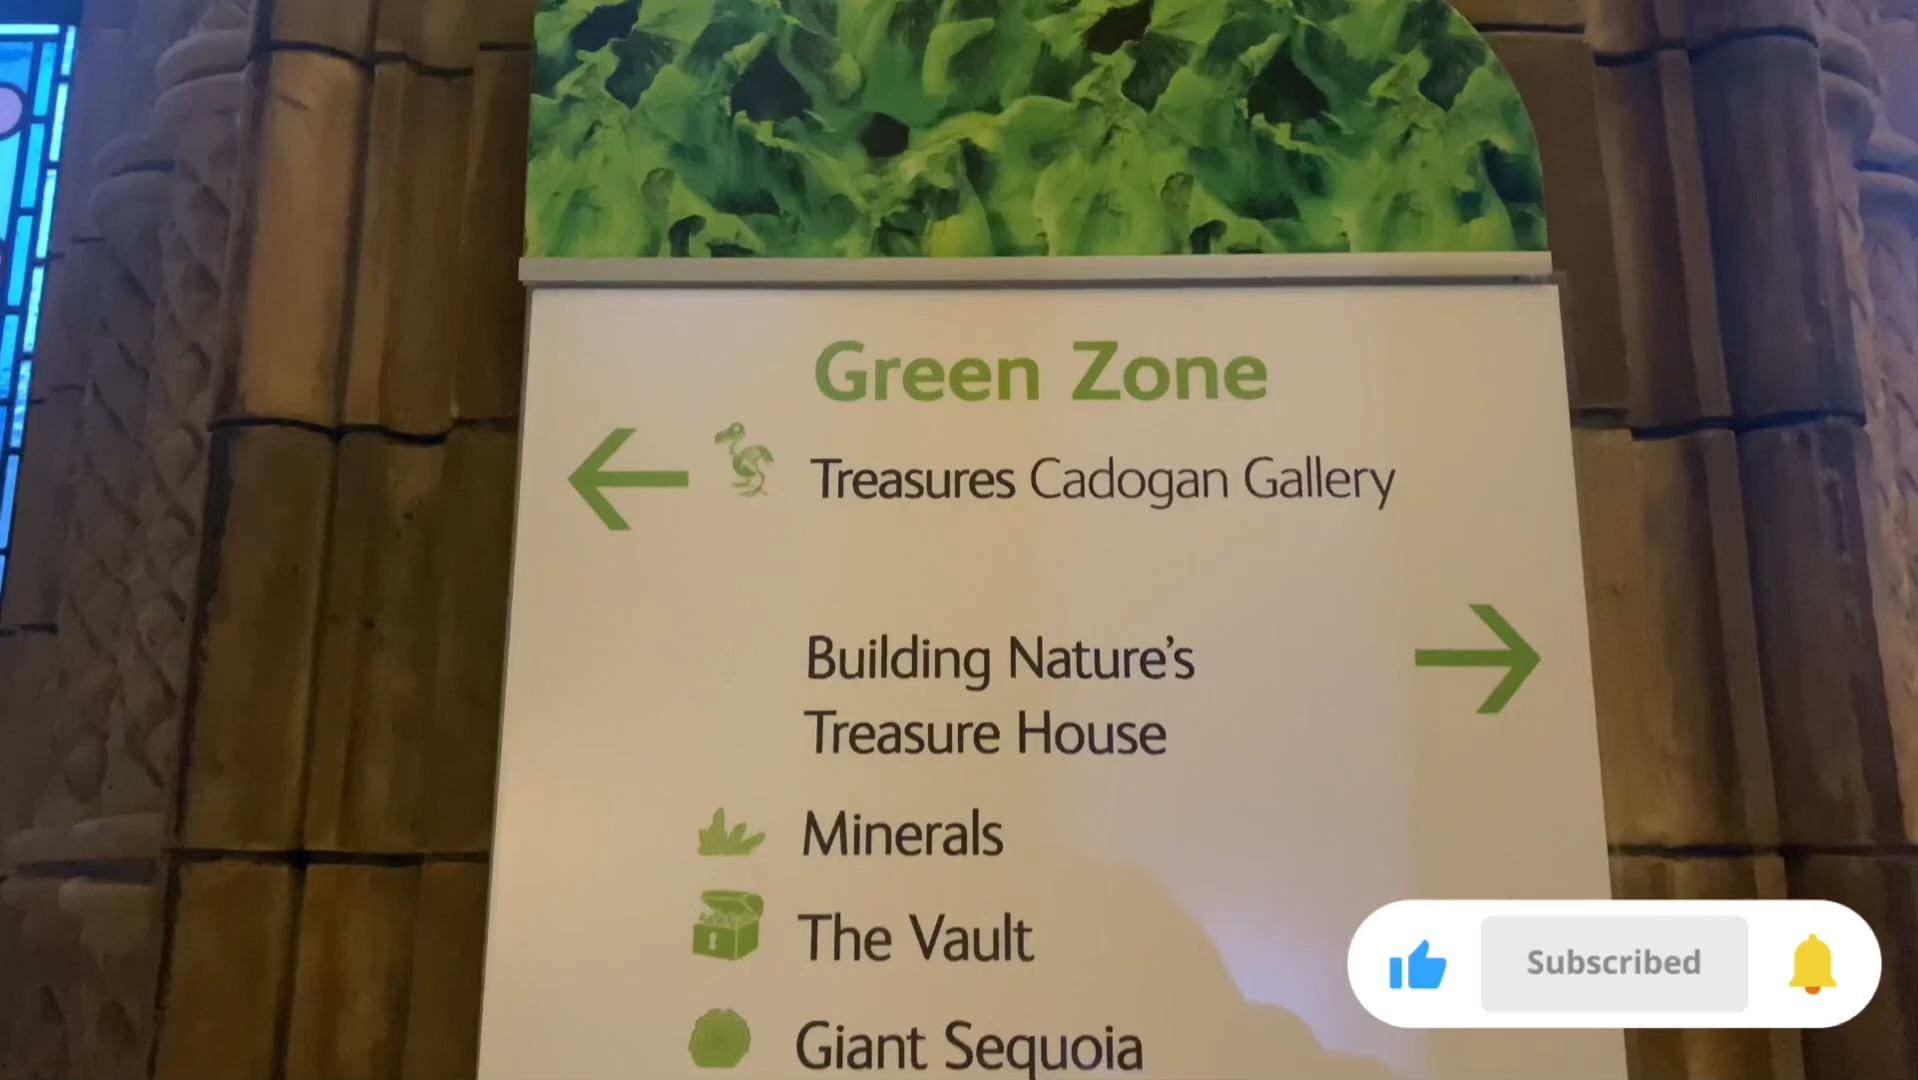 Green Zone
Treasures Cadogan Gallery
Building Nature's
Treasure House
Minerals
The Vault
Giant Sequoia
Subscribed